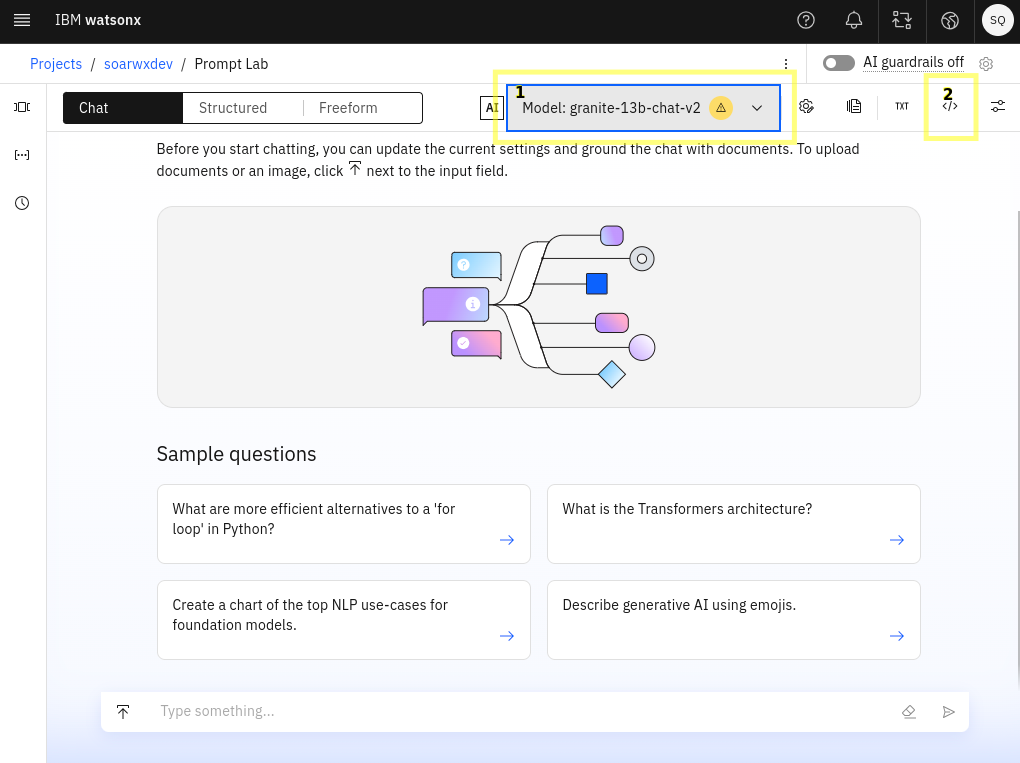 IBM watsonx
SQ
Projects / soarwxdev / Prompt Lab
AI guardrails off
Chat
Structured
Freeform
AI
1
Model: granite-13b-chat-v2
TXT
2
</>
Before you start chatting, you can update the current settings and ground the chat with documents. To upload
documents or an image, click next to the input field.
Sample questions
What are more efficient alternatives to a 'for
loop' in Python?
What is the Transformers architecture?
Create a chart of the top NLP use-cases for
foundation models.
Describe generative AI using emojis.
Type something...